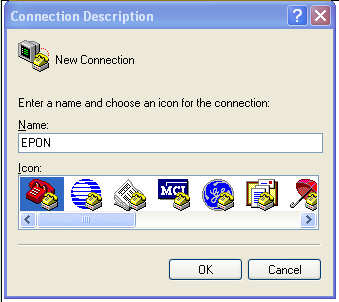 Connection Description
New Connection
Enter a name and choose an icon for the connection:
Name:
EPON
Icon:
MCI
OK
Cancel